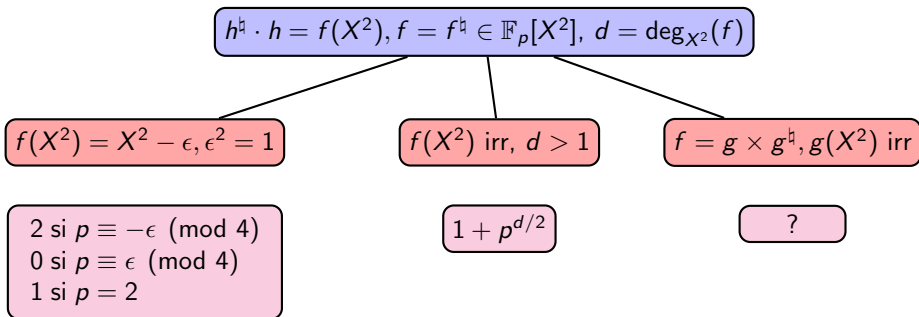 h♮ · h = f(X²), f = f♮ ∈ 𝔽ₚ[X²], d = deg_{X²}(f)
f(X²) = X² − ϵ, ϵ² = 1
f(X²) irr, d > 1
f = g × g♮, g(X²) irr
2 si p ≡ −ϵ (mod 4)
0 si p ≡ ϵ (mod 4)
1 si p = 2
1 + p^{d/2}
?